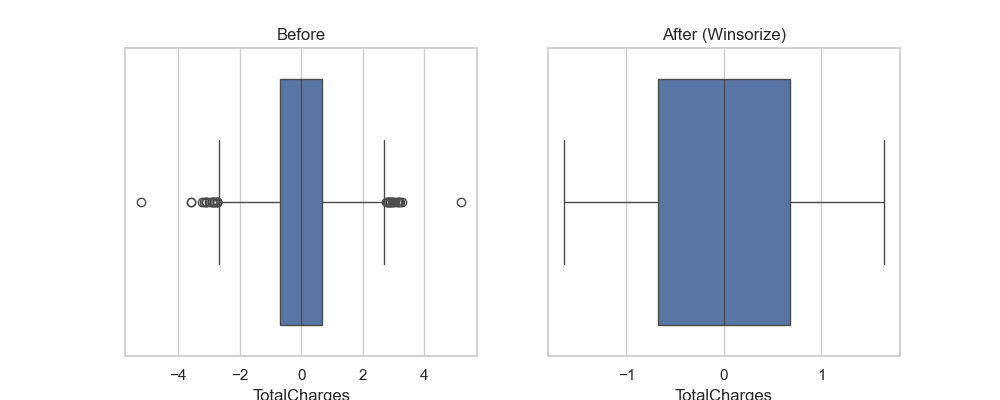 Before
After (Winsorize)
−4 −2 0 2 4
−1 0 1
TotalCharges
TotalCharges